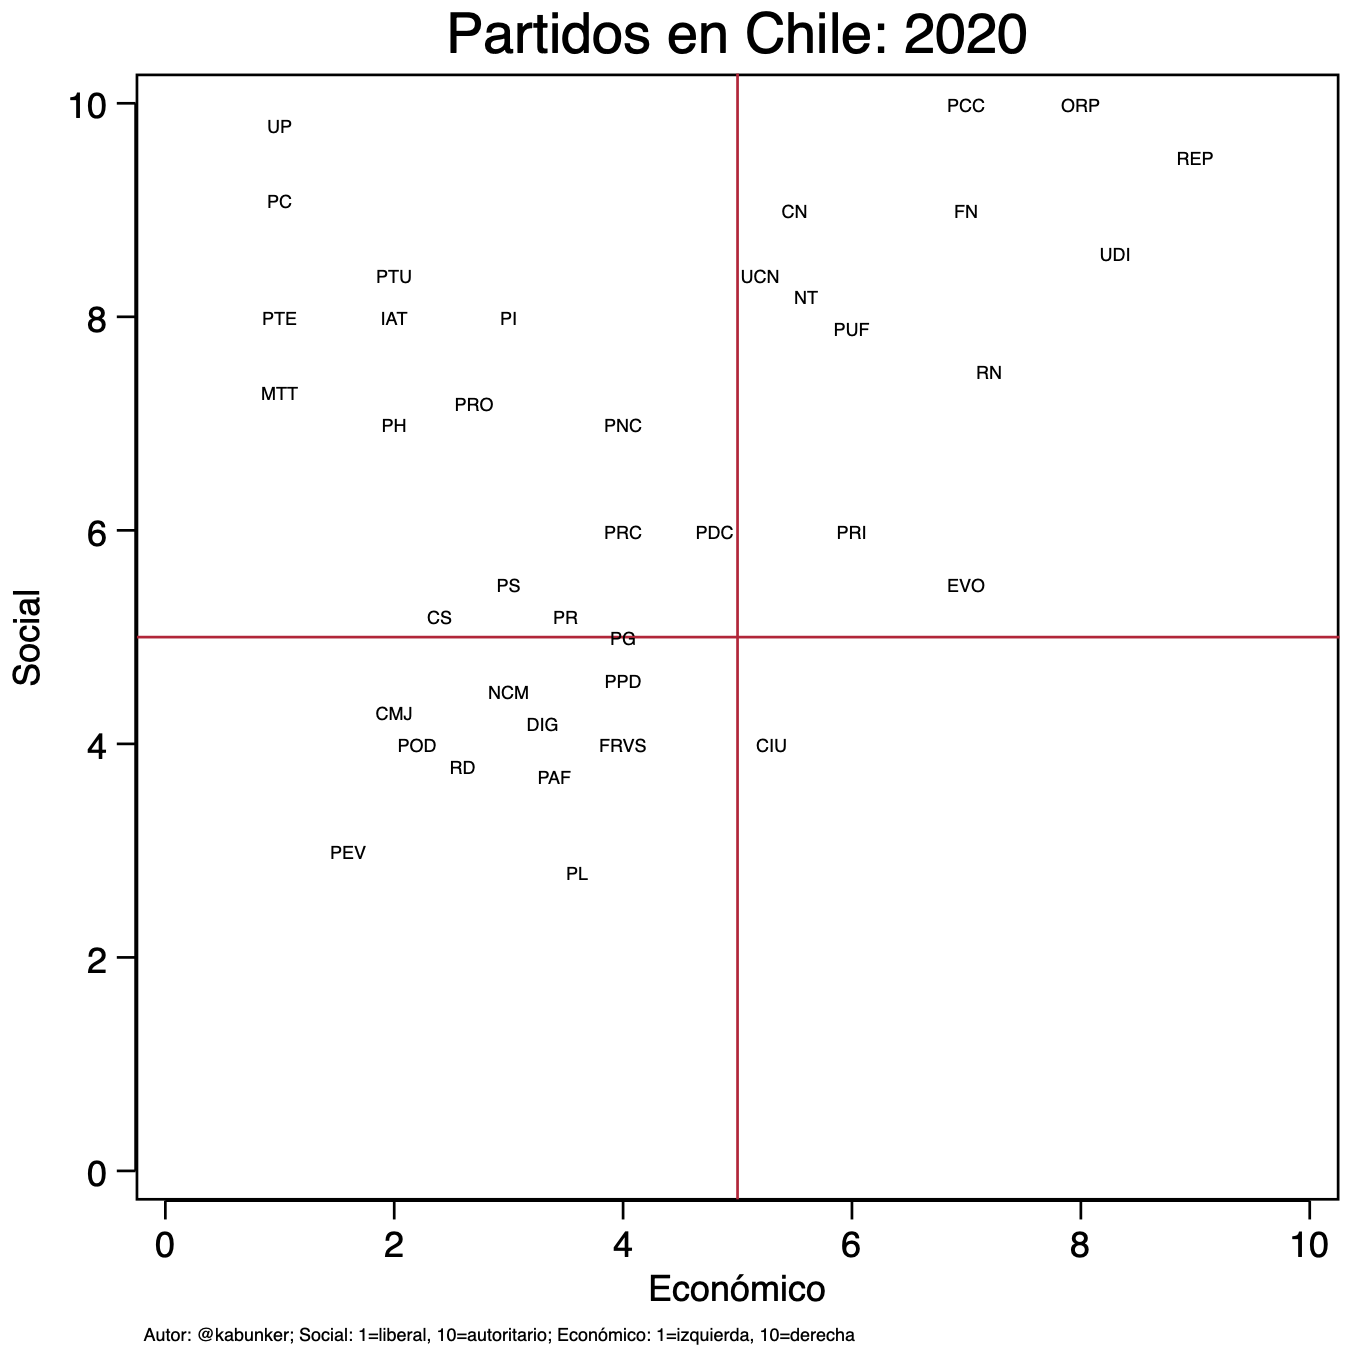 Partidos en Chile: 2020
10
PCC ORP
UP
REP
PC
CN FN
UDI
PTU UCN
NT
8
PTE IAT PI
PUF
RN
MTT
PRO
PH PNC
6
PRC PDC PRI
PS EVO
CS PR
PG
Social
PPD
NCM
CMJ
DIG
4
POD FRVS CIU
RD
PAF
PEV
PL
2
0
0 2 4 6 8 10
Económico
Autor: @kabunker; Social: 1=liberal, 10=autoritario; Económico: 1=izquierda, 10=derecha